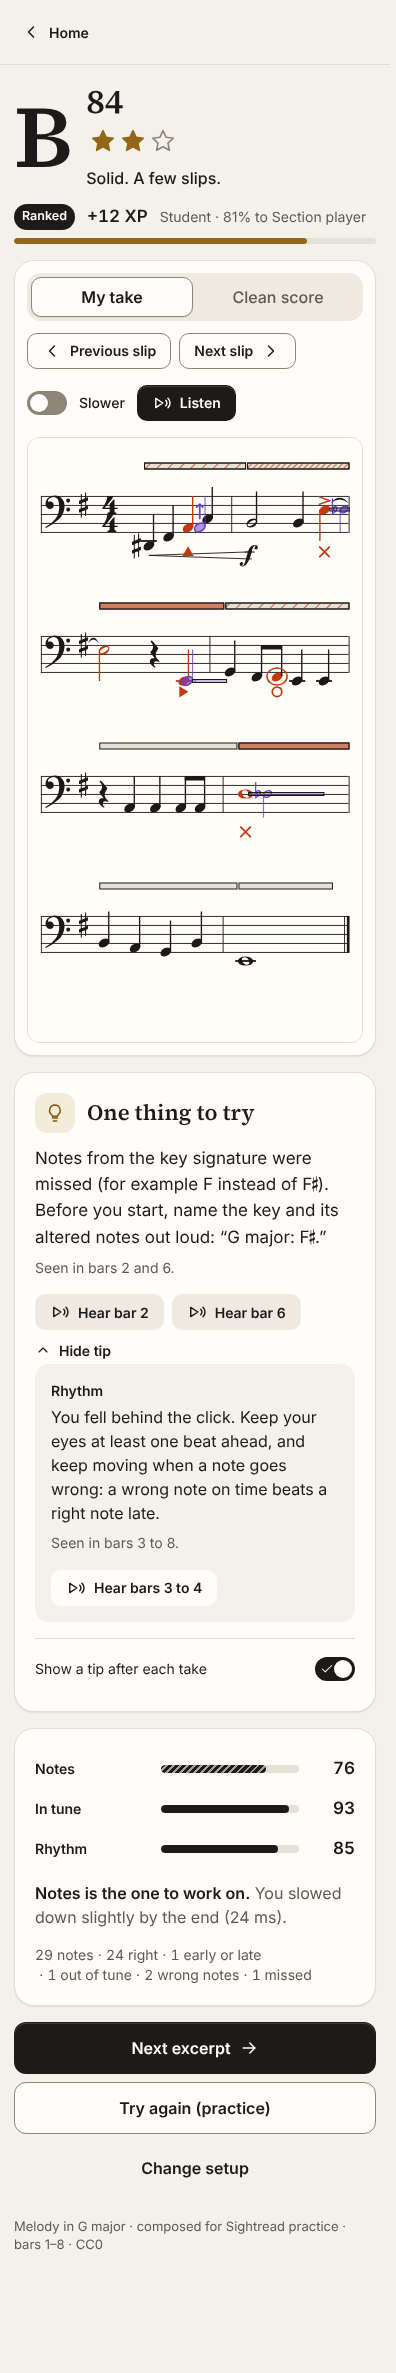 Home
B
84
Solid. A few slips.
Ranked +12 XP Student · 81% to Section player
My take Clean score
Previous slip Next slip
Slower Listen
One thing to try
Notes from the key signature were
missed (for example F instead of F♯).
Before you start, name the key and its
altered notes out loud: “G major: F♯.”
Seen in bars 2 and 6.
Hear bar 2 Hear bar 6
Hide tip
Rhythm
You fell behind the click. Keep your
eyes at least one beat ahead, and
keep moving when a note goes
wrong: a wrong note on time beats a
right note late.
Seen in bars 3 to 8.
Hear bars 3 to 4
Show a tip after each take
Notes 76
In tune 93
Rhythm 85
Notes is the one to work on. You slowed
down slightly by the end (24 ms).
29 notes · 24 right · 1 early or late
· 1 out of tune · 2 wrong notes · 1 missed
Next excerpt
Try again (practice)
Change setup
Melody in G major · composed for Sightread practice ·
bars 1–8 · CC0